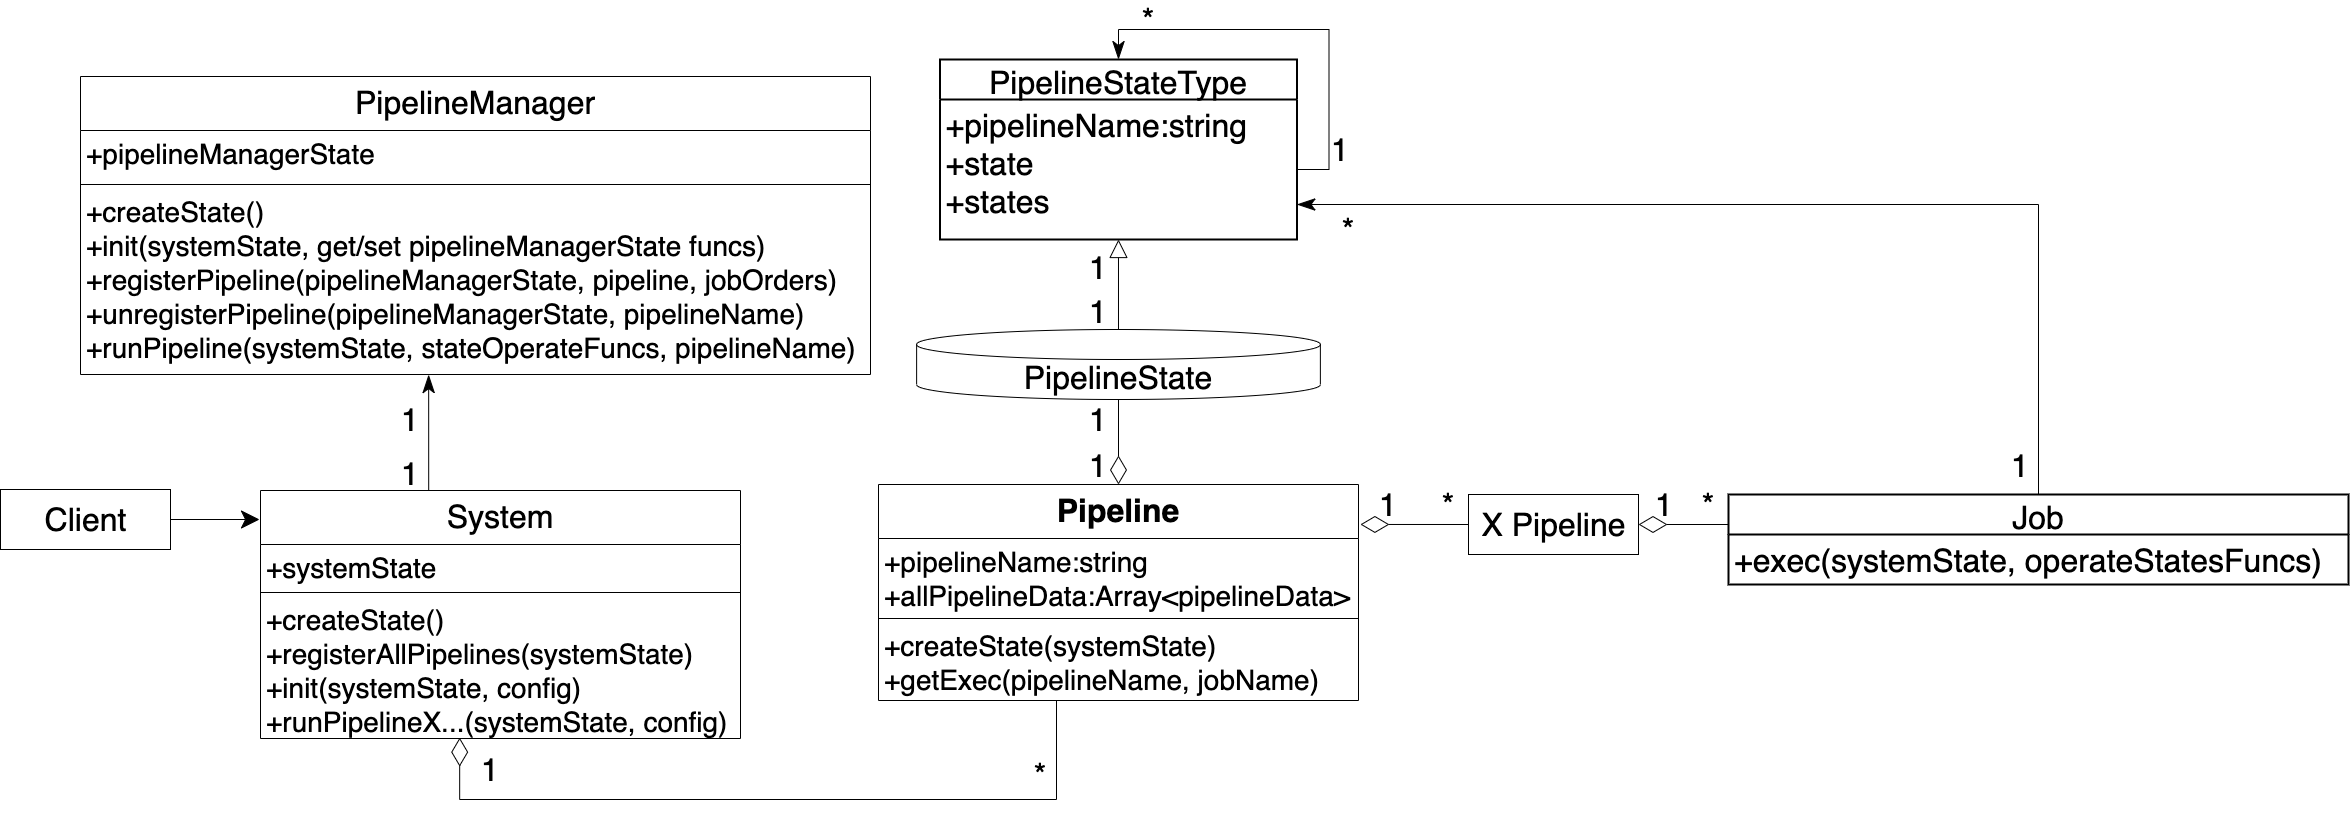 *
PipelineStateType
+pipelineName:string
+state
+states
1
*
PipelineManager
+pipelineManagerState
+createState()
+init(systemState, get/set pipelineManagerState funcs)
+registerPipeline(pipelineManagerState, pipeline, jobOrders)
+unregisterPipeline(pipelineManagerState, pipelineName)
+runPipeline(systemState, stateOperateFuncs, pipelineName)
1
1
PipelineState
1
1
1
1
Client
System
+systemState
+createState()
+registerAllPipelines(systemState)
+init(systemState, config)
+runPipelineX...(systemState, config)
1
*
Pipeline
+pipelineName:string
+allPipelineData:Array<pipelineData>
+createState(systemState)
+getExec(pipelineName, jobName)
1
*
X Pipeline
1
*
1
Job
+exec(systemState, operateStatesFuncs)